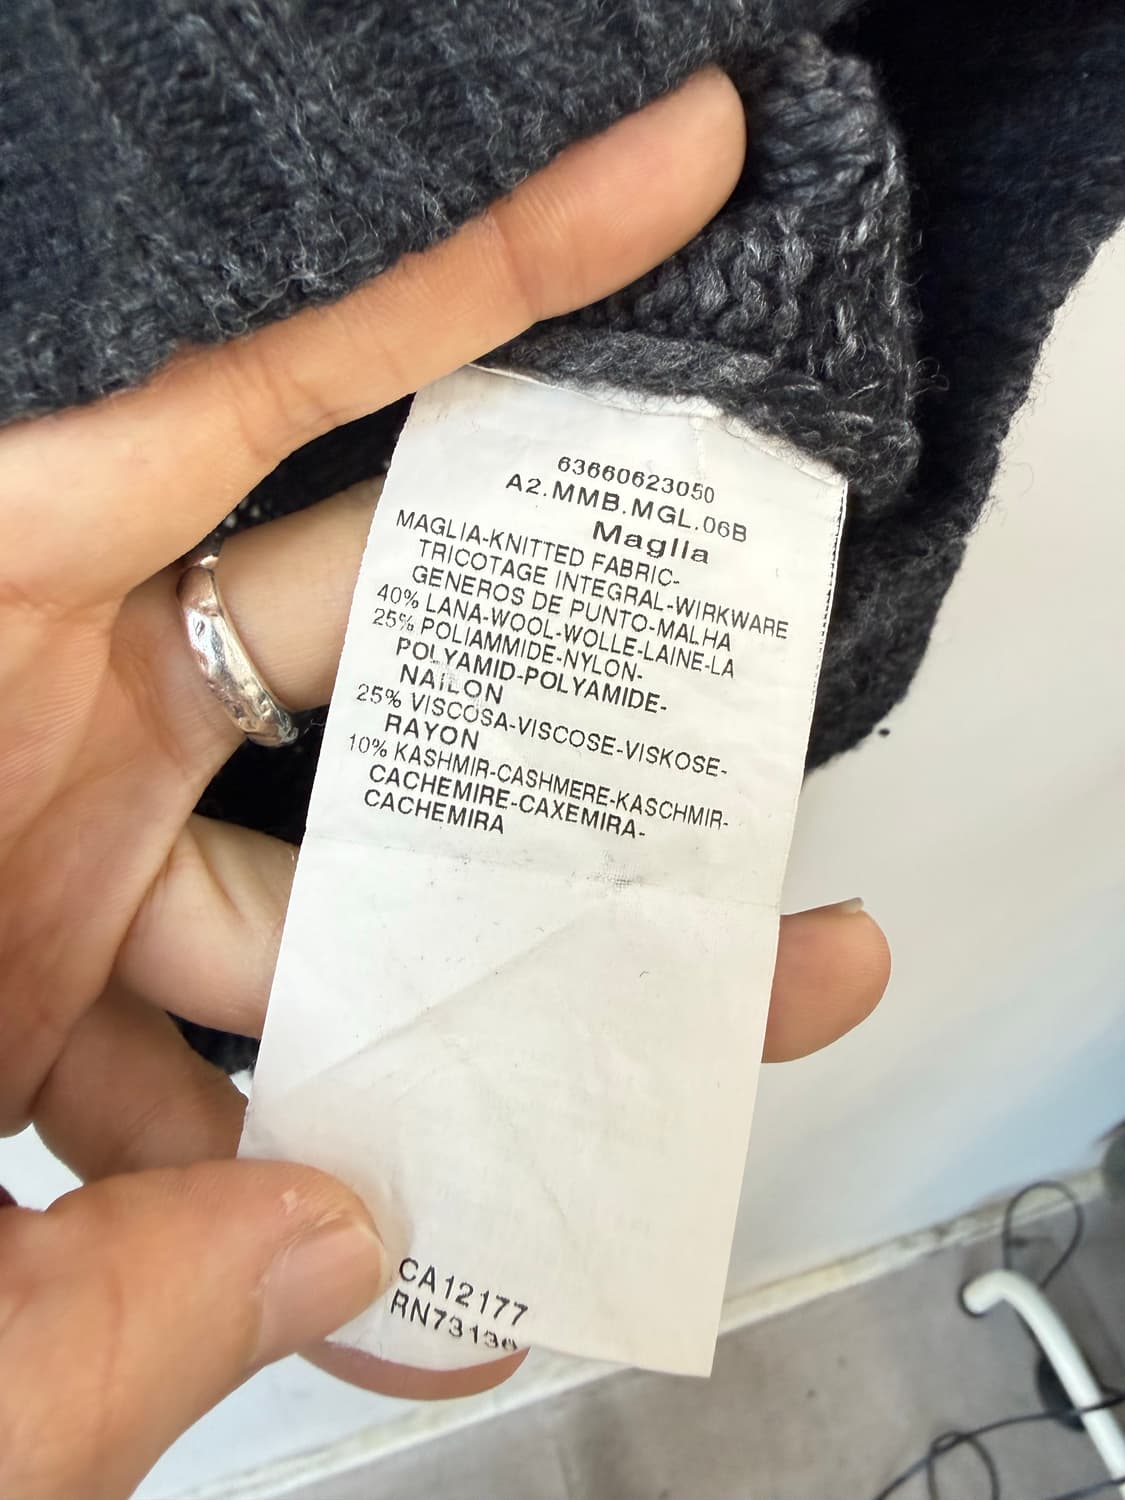 63660623050
A2.MMB.MGL.06B
Maglia
MAGLIA-KNITTED FABRIC-
TRICOTAGE INTEGRAL-WIRKWARE
GENEROS DE PUNTO-MALHA
40% LANA-WOOL-WOLLE-LAINE-LA
25% POLIAMMIDE-NYLON-
POLYAMID-POLYAMIDE-
NAILON
25% VISCOSA-VISCOSE-VISKOSE-
RAYON
10% KASHMIR-CASHMERE-KASCHMIR-
CACHEMIRE-CAXEMIRA-
CACHEMIRA
CA12177
RN73136